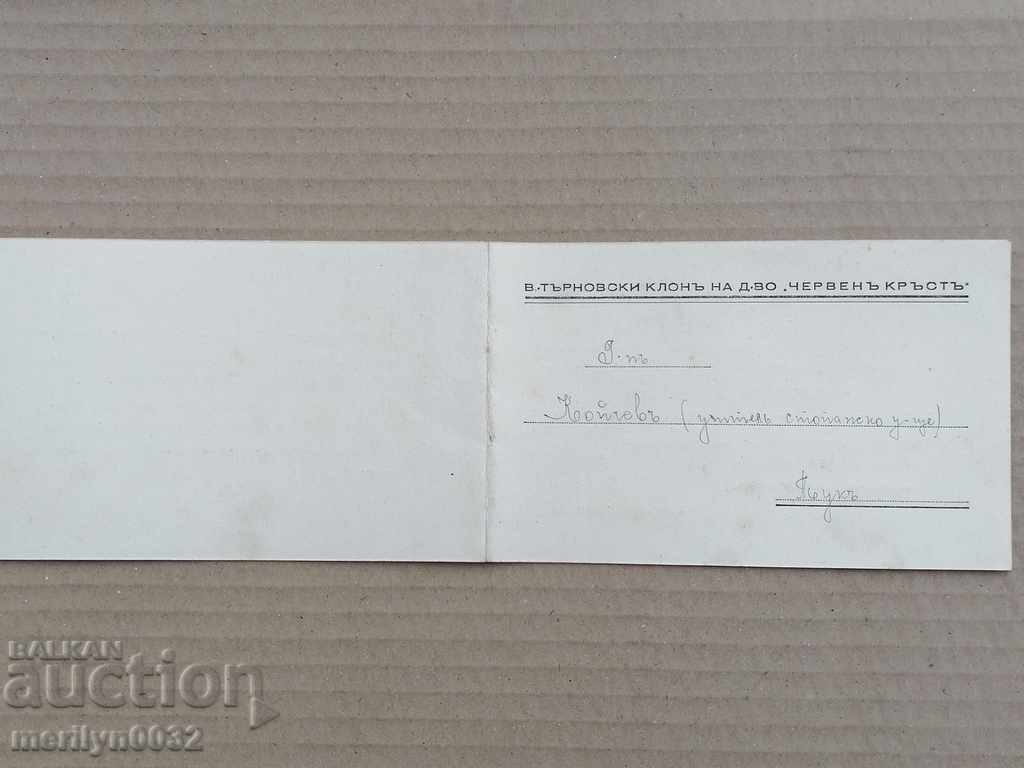 В.-ТЪРНОВСКИ КЛОНЪ НА Д-ВО „ЧЕРВЕНЪ КРЪСТЪ"
Г-нъ
Койчевъ (учитель стопанско у-ще)
Тукъ
BALKAN
auction
merilyn0032